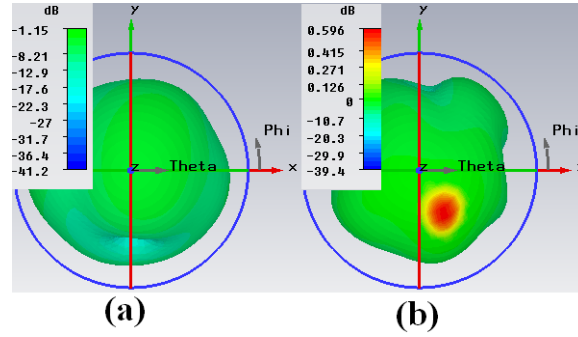 dB
-1.15
-8.21
-12.9
-17.6
-22.3
-27
-31.7
-36.4
-41.2
y
Phi
z
Theta
x
dB
0.596
0.415
0.271
0.126
0
-10.7
-20.3
-29.9
-39.4
y
Phi
z
Theta
(a)
(b)